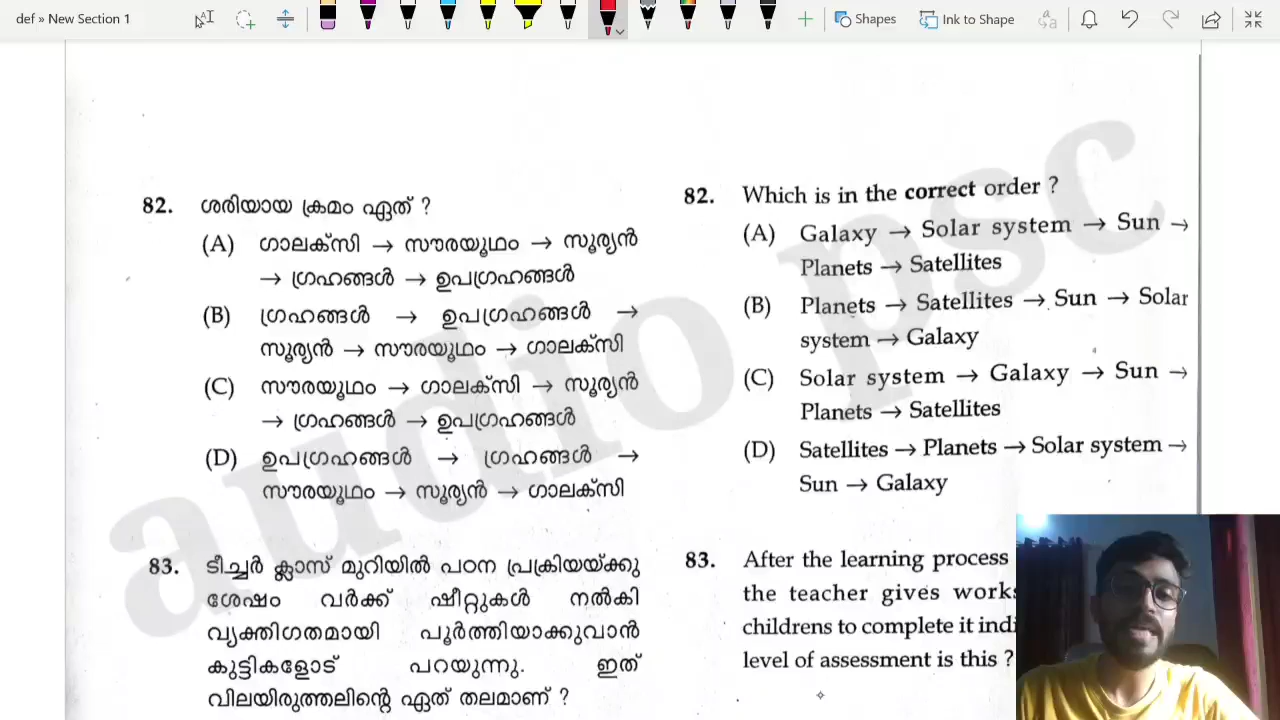 def » New Section 1
Shapes
Ink to Shape
82. ശരിയായ ക്രമം ഏത് ?
(A) ഗാലക്സി → സൗരയൂഥം → സൂര്യൻ
→ ഗ്രഹങ്ങൾ → ഉപഗ്രഹങ്ങൾ
(B) ഗ്രഹങ്ങൾ → ഉപഗ്രഹങ്ങൾ →
സൂര്യൻ → സൗരയൂഥം → ഗാലക്സി
(C) സൗരയൂഥം → ഗാലക്സി → സൂര്യൻ
→ ഗ്രഹങ്ങൾ → ഉപഗ്രഹങ്ങൾ
(D) ഉപഗ്രഹങ്ങൾ → ഗ്രഹങ്ങൾ →
സൗരയൂഥം → സൂര്യൻ → ഗാലക്സി
83. ടീച്ചർ ക്ലാസ് മുറിയിൽ പഠന പ്രക്രിയയ്ക്കു
ശേഷം വർക്ക് ഷീറ്റുകൾ നൽകി
വ്യക്തിഗതമായി പൂർത്തിയാക്കുവാൻ
കുട്ടികളോട് പറയുന്നു. ഇത്
വിലയിരുത്തലിന്റെ ഏത് തലമാണ് ?
82. Which is in the correct order ?
(A) Galaxy → Solar system → Sun →
Planets → Satellites
(B) Planets → Satellites → Sun → Solar
system → Galaxy
(C) Solar system → Galaxy → Sun →
Planets → Satellites
(D) Satellites → Planets → Solar system →
Sun → Galaxy
83. After the learning process
the teacher gives
childrens to complete it
level of assessment is this ?
audio psc